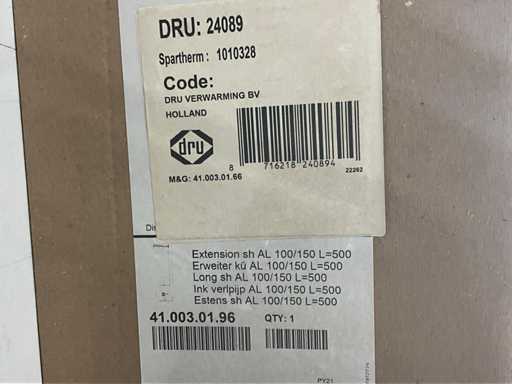 DRU: 24089
Spartherm: 1010328
Code:
DRU VERWARMING BV
HOLLAND
dru
8 716218 240894
M&G: 41.003.01.66
22262
Extension sh AL 100/150 L=500
Erweiter kü AL 100/150 L=500
Long sh AL 100/150 L=500
Ink verlpijp AL 100/150 L=500
Estens sh AL 100/150 L=500
41.003.01.96 QTY: 1
PY21